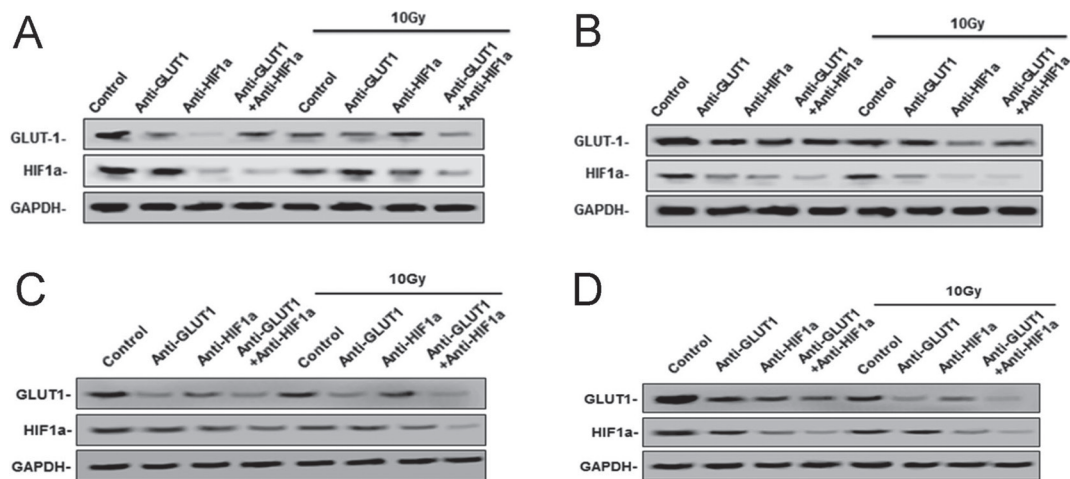 A
10Gy
Control
Anti-GLUT1
Anti-HIF1a
Anti-GLUT1
+Anti-HIF1a
Control
Anti-GLUT1
Anti-HIF1a
Anti-GLUT1
+Anti-HIF1a
GLUT-1-
HIF1a-
GAPDH-
B
10Gy
Control
Anti-GLUT1
Anti-HIF1a
Anti-GLUT1
+Anti-HIF1a
Control
Anti-GLUT1
Anti-HIF1a
Anti-GLUT1
+Anti-HIF1a
GLUT-1-
HIF1a-
GAPDH-
C
10Gy
Control
Anti-GLUT1
Anti-HIF1a
Anti-GLUT1
+Anti-HIF1a
Control
Anti-GLUT1
Anti-HIF1a
Anti-GLUT1
+Anti-HIF1a
GLUT1-
HIF1a-
GAPDH-
D
10Gy
Control
Anti-GLUT1
Anti-HIF1a
Anti-GLUT1
+Anti-HIF1a
Control
Anti-GLUT1
Anti-HIF1a
Anti-GLUT1
+Anti-HIF1a
GLUT1-
HIF1a-
GAPDH-